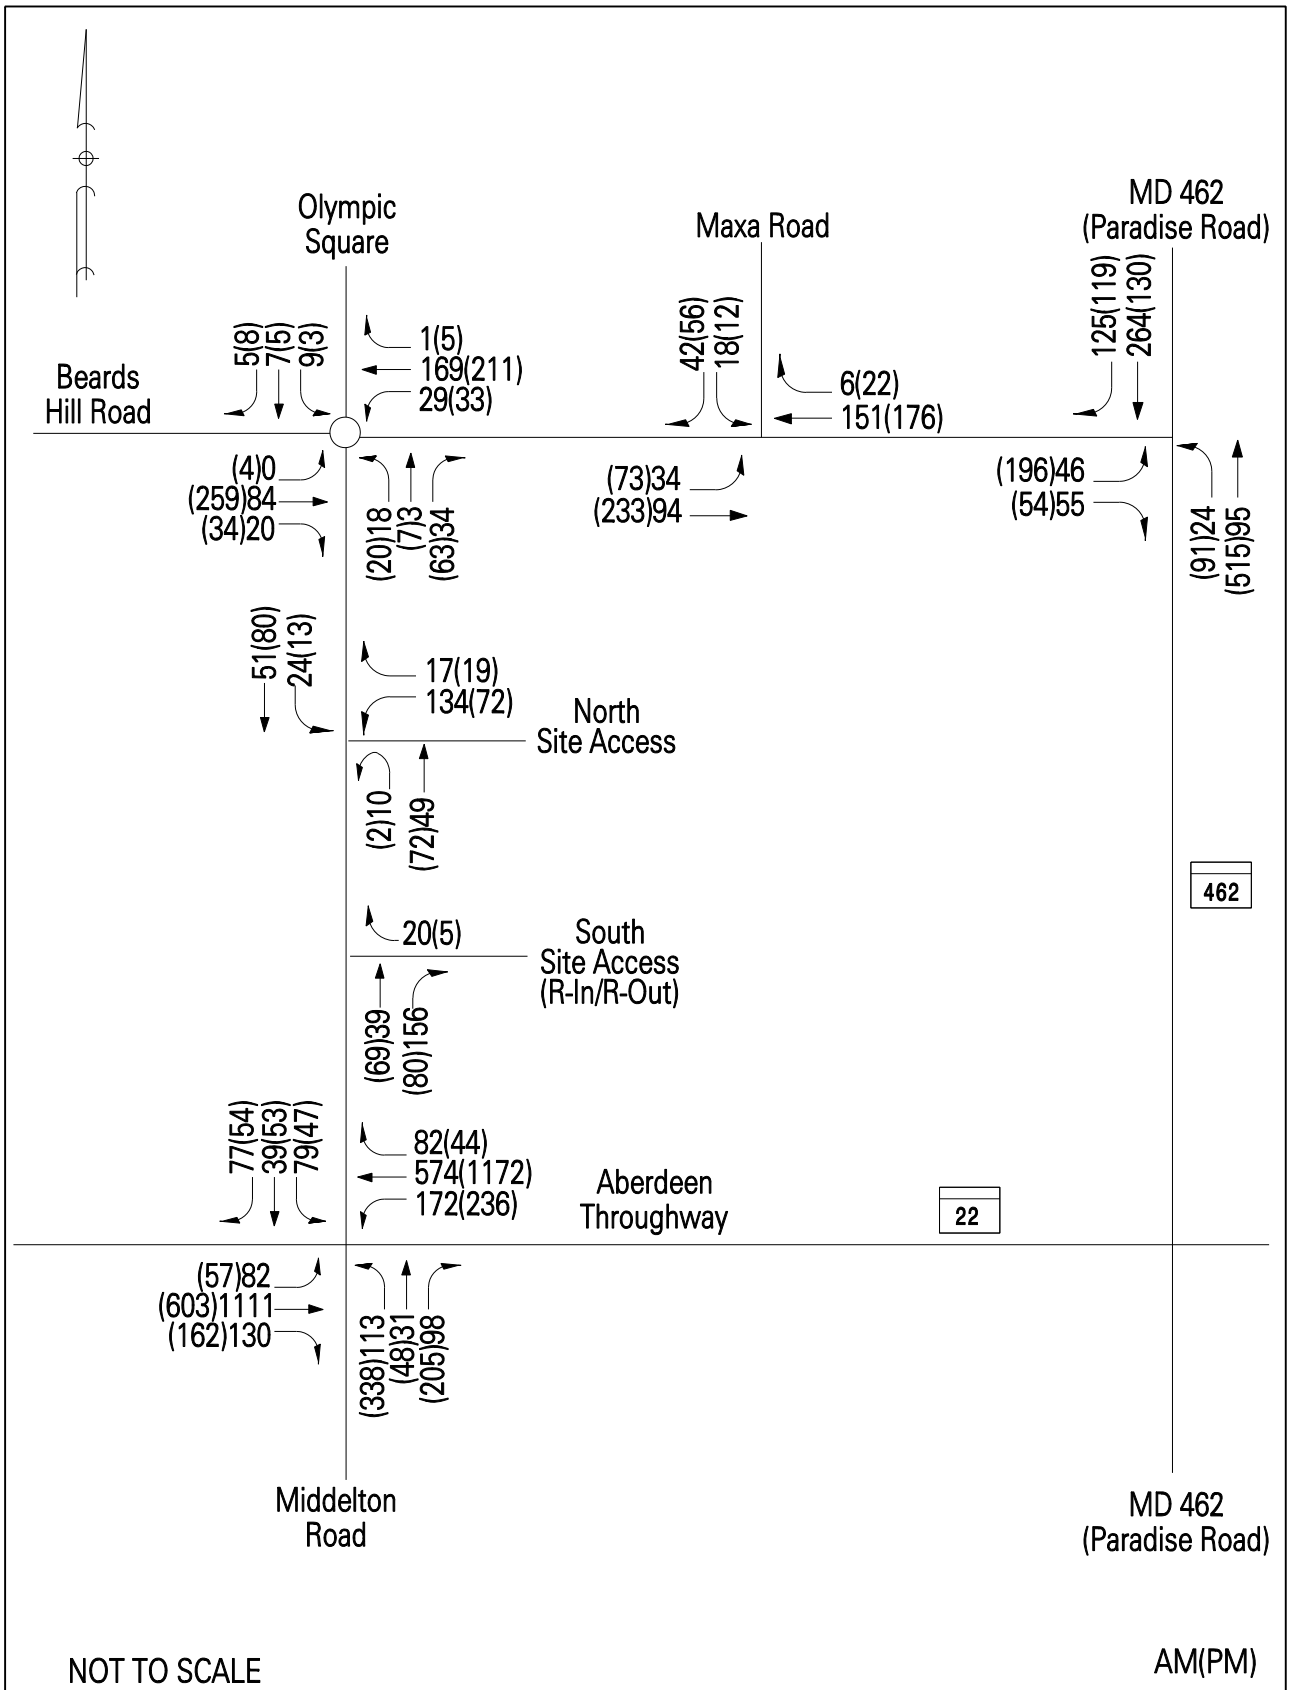 Olympic
Square
Maxa Road
MD 462
(Paradise Road)
Beards
Hill Road
5(8)
7(5)
9(3)
1(5)
169(211)
29(33)
(4)0
(259)84
(34)20
(20)18
(7)3
(63)34
42(56)
18(12)
6(22)
151(176)
(73)34
(233)94
125(119)
264(130)
(196)46
(54)55
(91)24
(515)95
51(80)
24(13)
17(19)
134(72)
North
Site Access
(2)10
(72)49
462
20(5)
South
Site Access
(R-In/R-Out)
(69)39
(80)156
77(54)
39(53)
79(47)
82(44)
574(1172)
172(236)
Aberdeen
Throughway
22
(57)82
(603)1111
(162)130
(338)113
(48)31
(205)98
Middelton
Road
MD 462
(Paradise Road)
NOT TO SCALE
AM(PM)